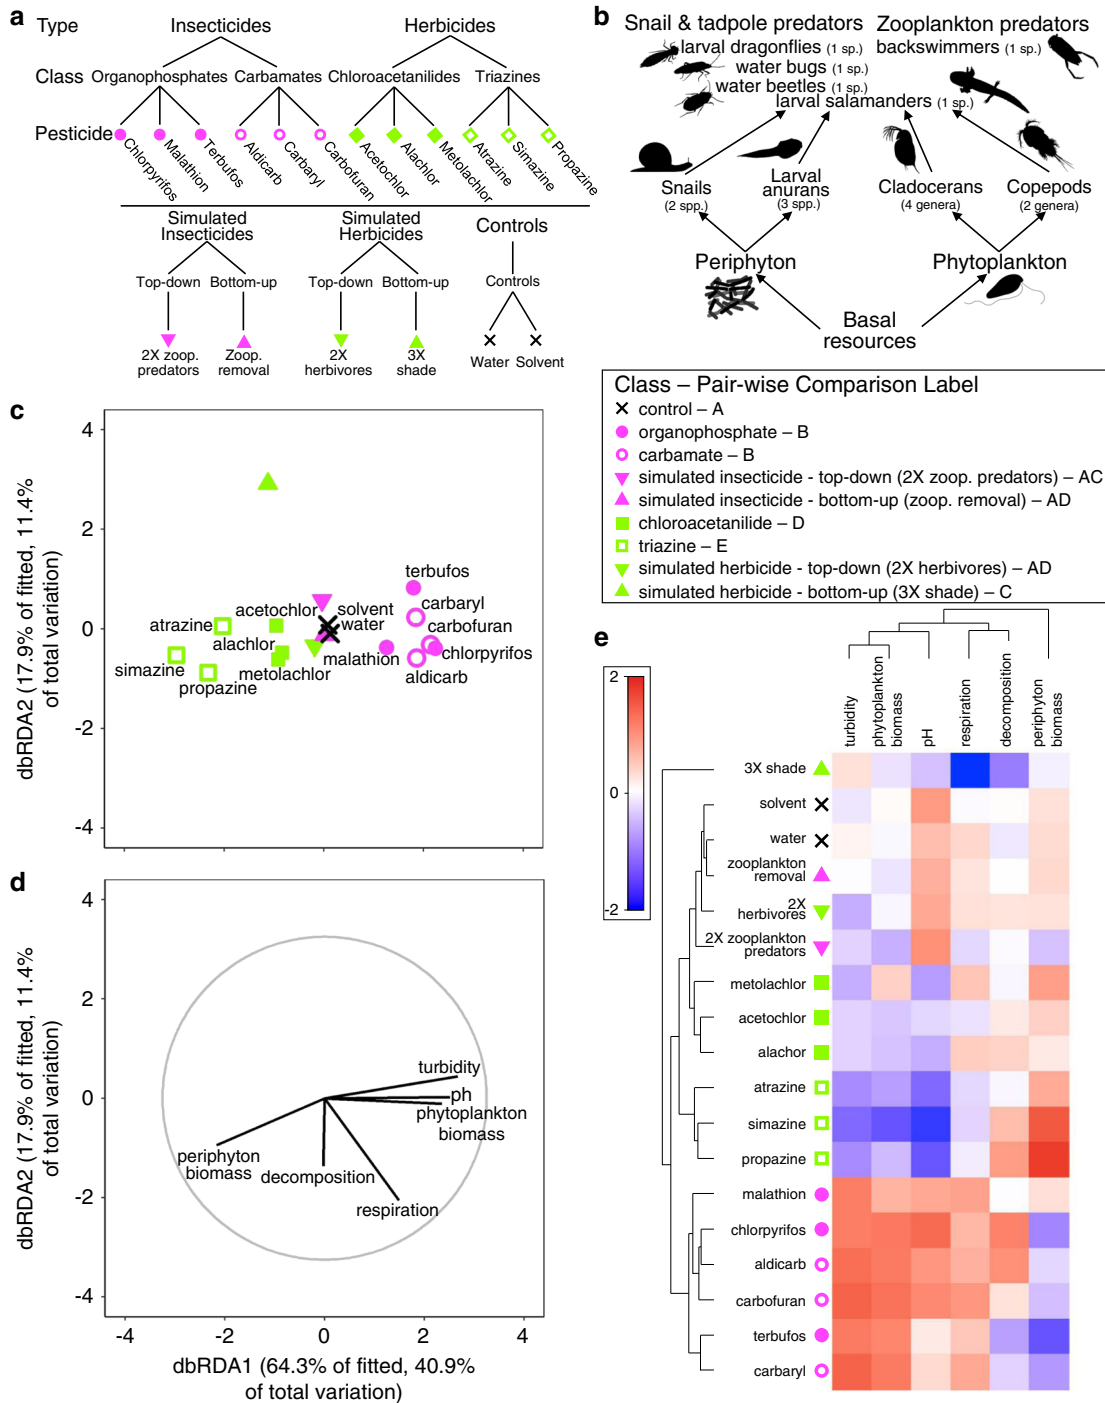 a
Type
Insecticides
Herbicides
Class
Organophosphates
Carbamates
Chloroacetanilides
Triazines
Pesticide
Chlorpyrifos
Malathion
Terbufos
Aldicarb
Carbaryl
Carbofuran
Acetochlor
Alachlor
Metolachlor
Atrazine
Simazine
Propazine
Simulated
Insecticides
Simulated
Herbicides
Controls
Top-down
Bottom-up
Top-down
Bottom-up
Controls
2X zoop.
predators
Zoop.
removal
2X
herbivores
3X
shade
Water
Solvent
b
Snail & tadpole predators
Zooplankton predators
larval dragonflies (1 sp.)
backswimmers (1 sp.)
water bugs (1 sp.)
water beetles (1 sp.)
larval salamanders (1 sp.)
Snails
(2 spp.)
Larval
anurans
(3 spp.)
Cladocerans
(4 genera)
Copepods
(2 genera)
Periphyton
Phytoplankton
Basal
resources
Class – Pair-wise Comparison Label
control – A
organophosphate – B
carbamate – B
simulated insecticide - top-down (2X zoop. predators) – AC
simulated insecticide - bottom-up (zoop. removal) – AD
chloroacetanilide – D
triazine – E
simulated herbicide - top-down (2X herbivores) – AD
simulated herbicide - bottom-up (3X shade) – C
c
dbRDA2 (17.9% of fitted, 11.4%
of total variation)
4
2
0
-2
-4
terbufos
acetochlor
solvent
carbaryl
atrazine
water
carbofuran
alachlor
malathion
chlorpyrifos
simazine
metolachlor
aldicarb
propazine
d
dbRDA2 (17.9% of fitted, 11.4%
of total variation)
4
2
0
-2
-4
turbidity
ph
phytoplankton
biomass
periphyton
biomass
decomposition
respiration
-4
-2
0
2
4
dbRDA1 (64.3% of fitted, 40.9%
of total variation)
e
2
0
-2
turbidity
phytoplankton
biomass
pH
respiration
decomposition
periphyton
biomass
3X shade
solvent
water
zooplankton
removal
2X
herbivores
2X zooplankton
predators
metolachlor
acetochlor
alachor
atrazine
simazine
propazine
malathion
chlorpyrifos
aldicarb
carbofuran
terbufos
carbaryl